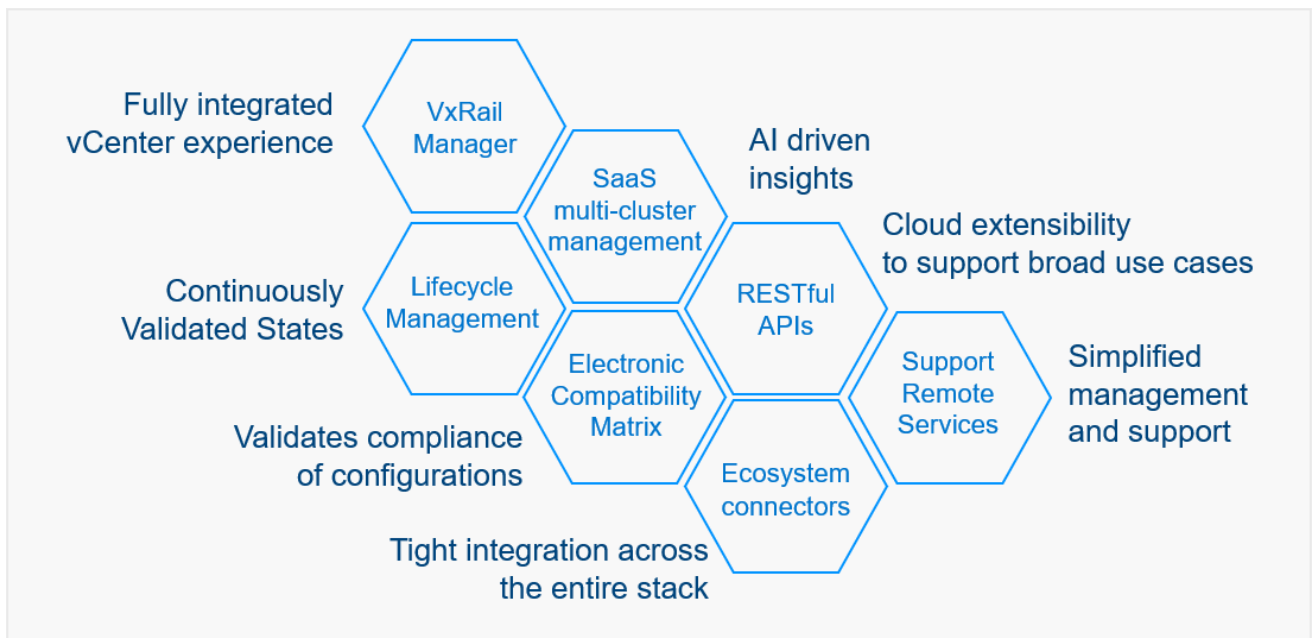 Fully integrated
vCenter experience
VxRail
Manager
SaaS
multi-cluster
management
AI driven
insights
Continuously
Validated States
Lifecycle
Management
RESTful
APIs
Cloud extensibility
to support broad use cases
Electronic
Compatibility
Matrix
Validates compliance
of configurations
Support
Remote
Services
Simplified
management
and support
Ecosystem
connectors
Tight integration across
the entire stack